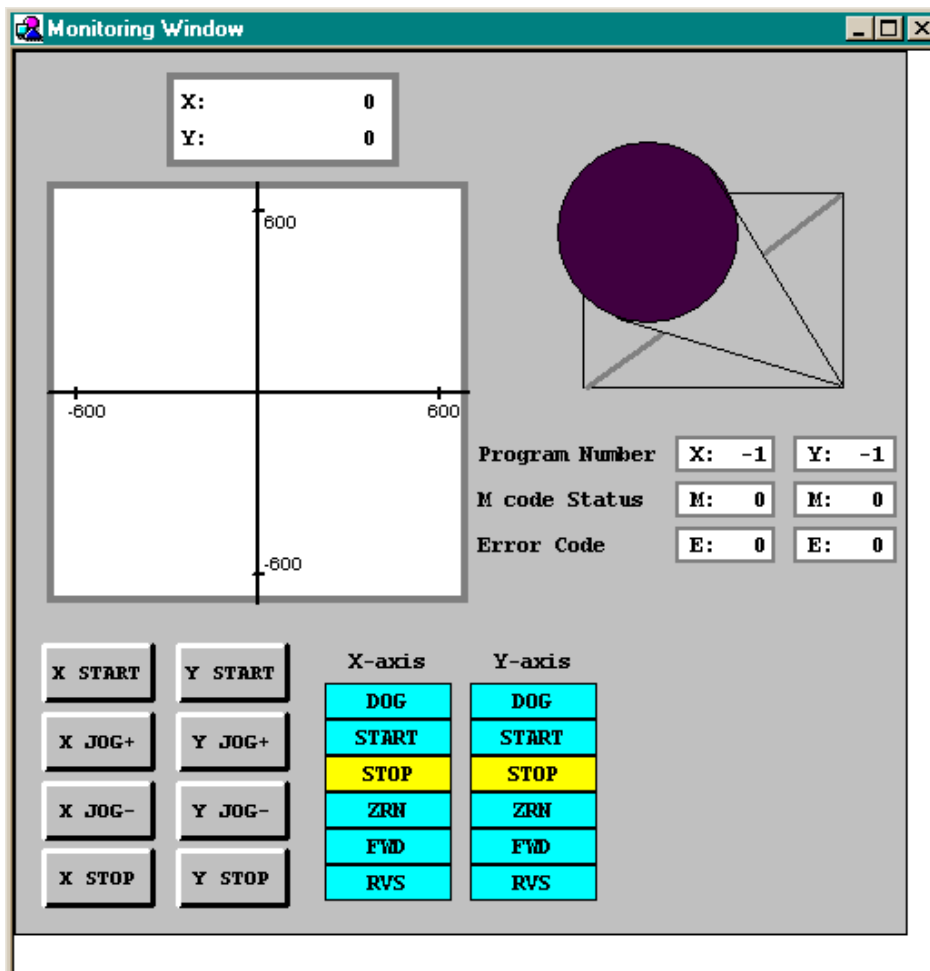 Monitoring Window
X: 0
Y: 0
600
-600 600
-600
Program Number X: -1 Y: -1
M code Status M: 0 M: 0
Error Code E: 0 E: 0
X START Y START
X JOG+ Y JOG+
X JOG- Y JOG-
X STOP Y STOP
X-axis Y-axis
DOG DOG
START START
STOP STOP
ZRN ZRN
FWD FWD
RVS RVS